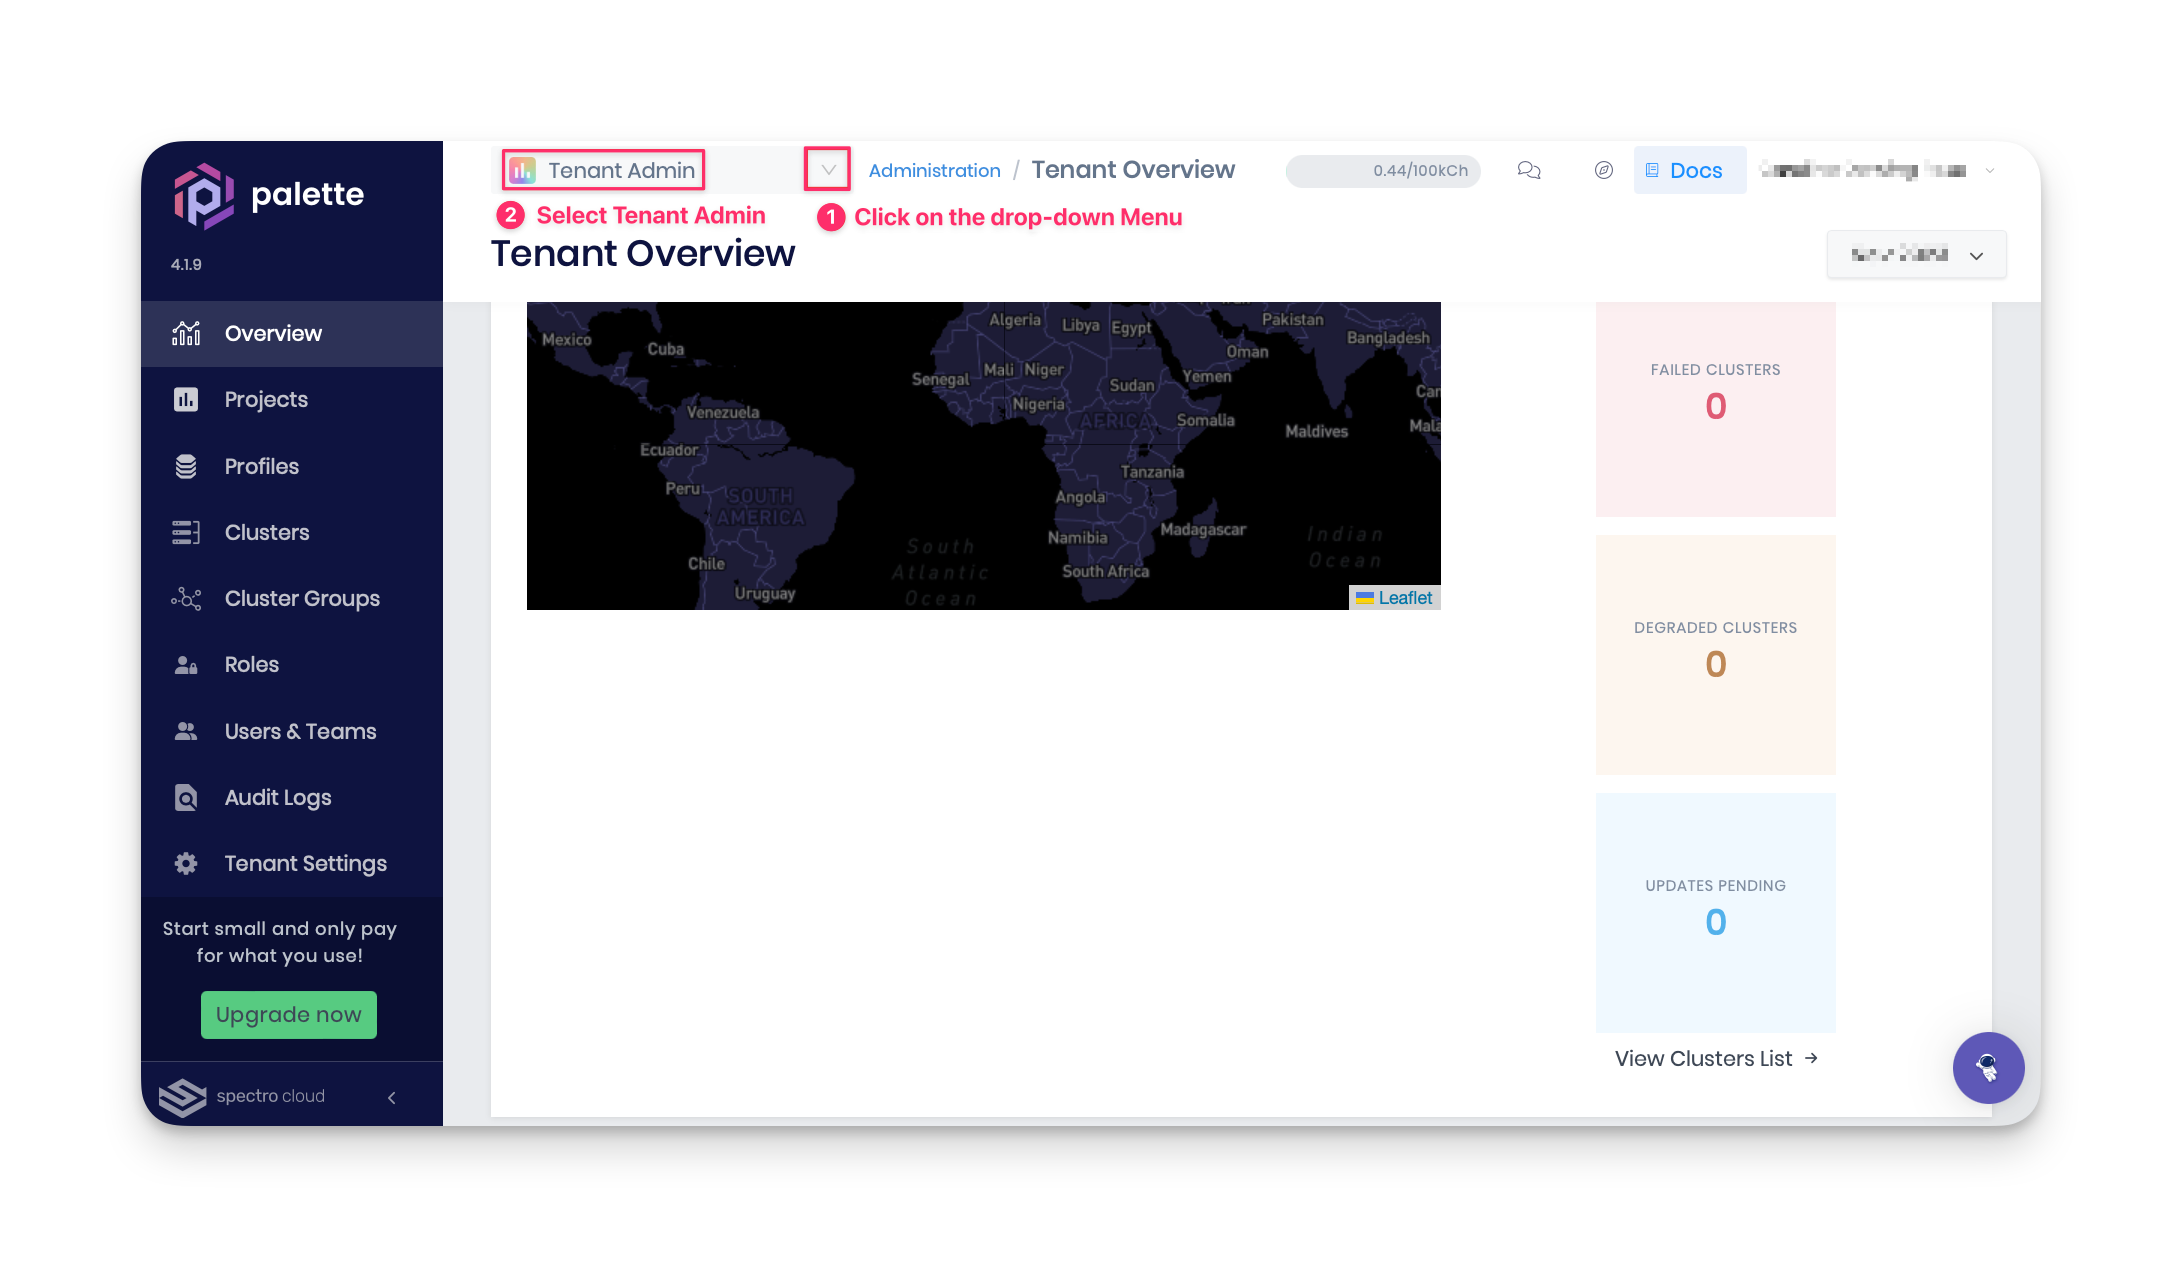 palette
4.1.9
Overview
Projects
Profiles
Clusters
Cluster Groups
Roles
Users & Teams
Audit Logs
Tenant Settings
Start small and only pay
for what you use!
Upgrade now
spectro cloud
Tenant Admin
Administration / Tenant Overview
0.44/100kCh
Docs
2 Select Tenant Admin
1 Click on the drop-down Menu
Tenant Overview
Mexico
Cuba
Venezuela
Ecuador
Peru
SOUTH
AMERICA
Chile
Uruguay
South
Atlantic
Ocean
Algeria
Libya
Egypt
Senegal
Mali
Niger
Nigeria
Sudan
AFRICA
Oman
Yemen
Somalia
Pakistan
Bangladesh
Maldives
Tanzania
Angola
Namibia
Madagascar
South Africa
Indian
Ocean
Leaflet
FAILED CLUSTERS
0
DEGRADED CLUSTERS
0
UPDATES PENDING
0
View Clusters List →